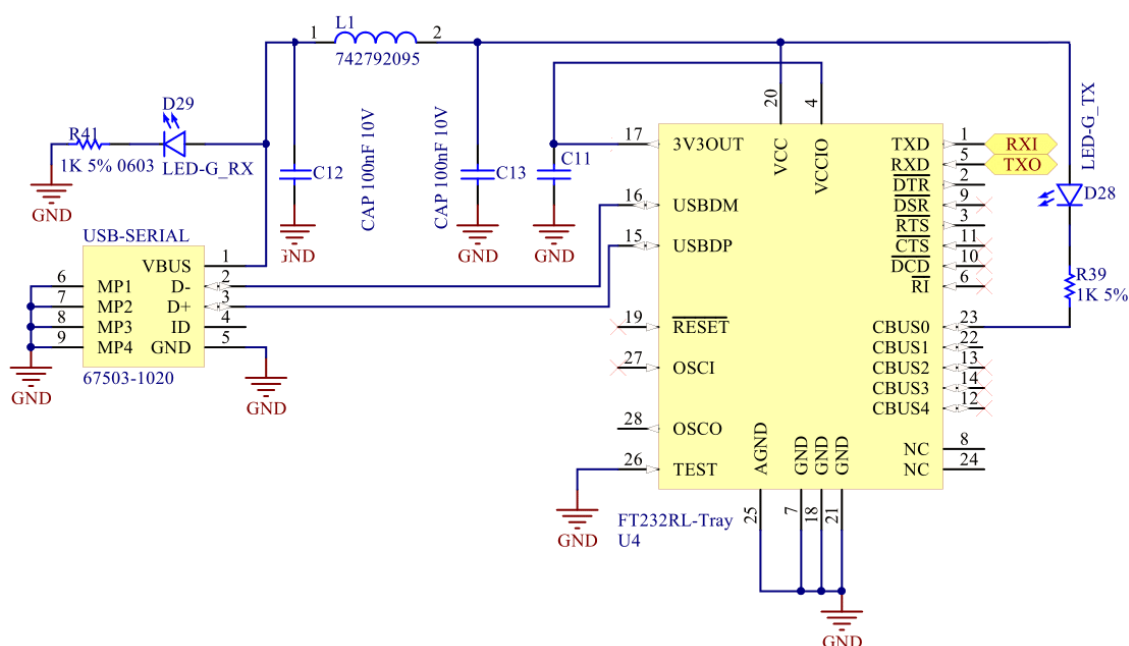 L1
1
2
742792095
D29
R41
1K 5% 0603
LED-G_RX
GND
C12
GND
CAP 100nF 10V
CAP 100nF 10V
C13
GND
C11
GND
USB-SERIAL
VBUS 1
D- 2
D+ 3
ID 4
GND 5
6 MP1
7 MP2
8 MP3
9 MP4
67503-1020
GND
GND
20
VCC
4
VCCIO
17 3V3OUT
16 USBDM
15 USBDP
19 RESET
27 OSCI
28 OSCO
26 TEST
GND
TXD 1 RXI
RXD 5 TXO
DTR 2
DSR 9
RTS 3
CTS 11
DCD 10
RI 6
CBUS0 23
CBUS1 22
CBUS2 13
CBUS3 14
CBUS4 12
NC 8
NC 24
AGND
GND
GND
GND
25
7
18
21
FT232RL-Tray
U4
GND
LED-G_TX
D28
R39
1K 5%